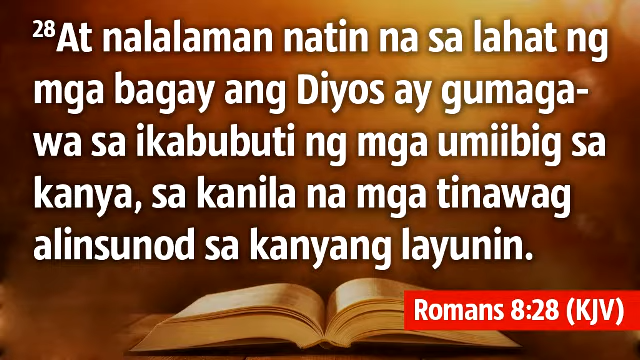 ²⁸At nalalaman natin na sa lahat ng
mga bagay ang Diyos ay gumaga-
wa sa ikabubuti ng mga umiibig sa
kanya, sa kanila na mga tinawag
alinsunod sa kanyang layunin.
Romans 8:28 (KJV)